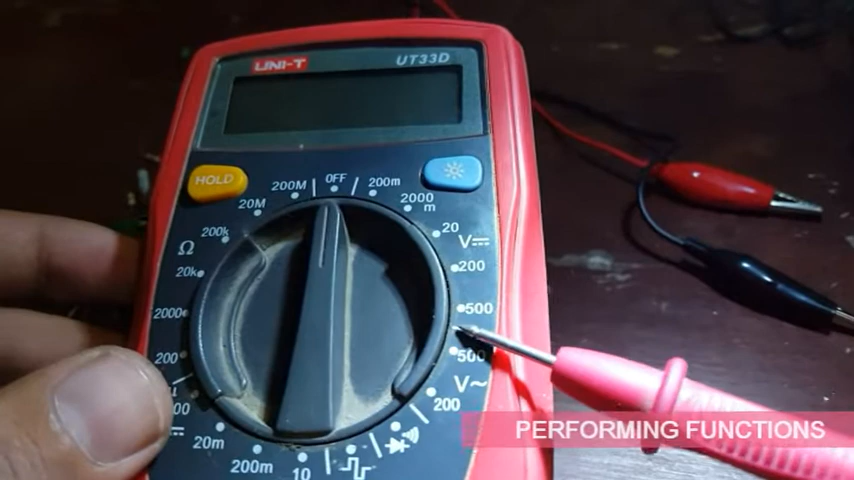 UNI-T UT33D
HOLD
OFF
200m
2000
m
20
V
200
500
500
V~
200
200M
20M
200k
Ω
20k
2000
200
20m
200m
10
PERFORMING FUNCTIONS